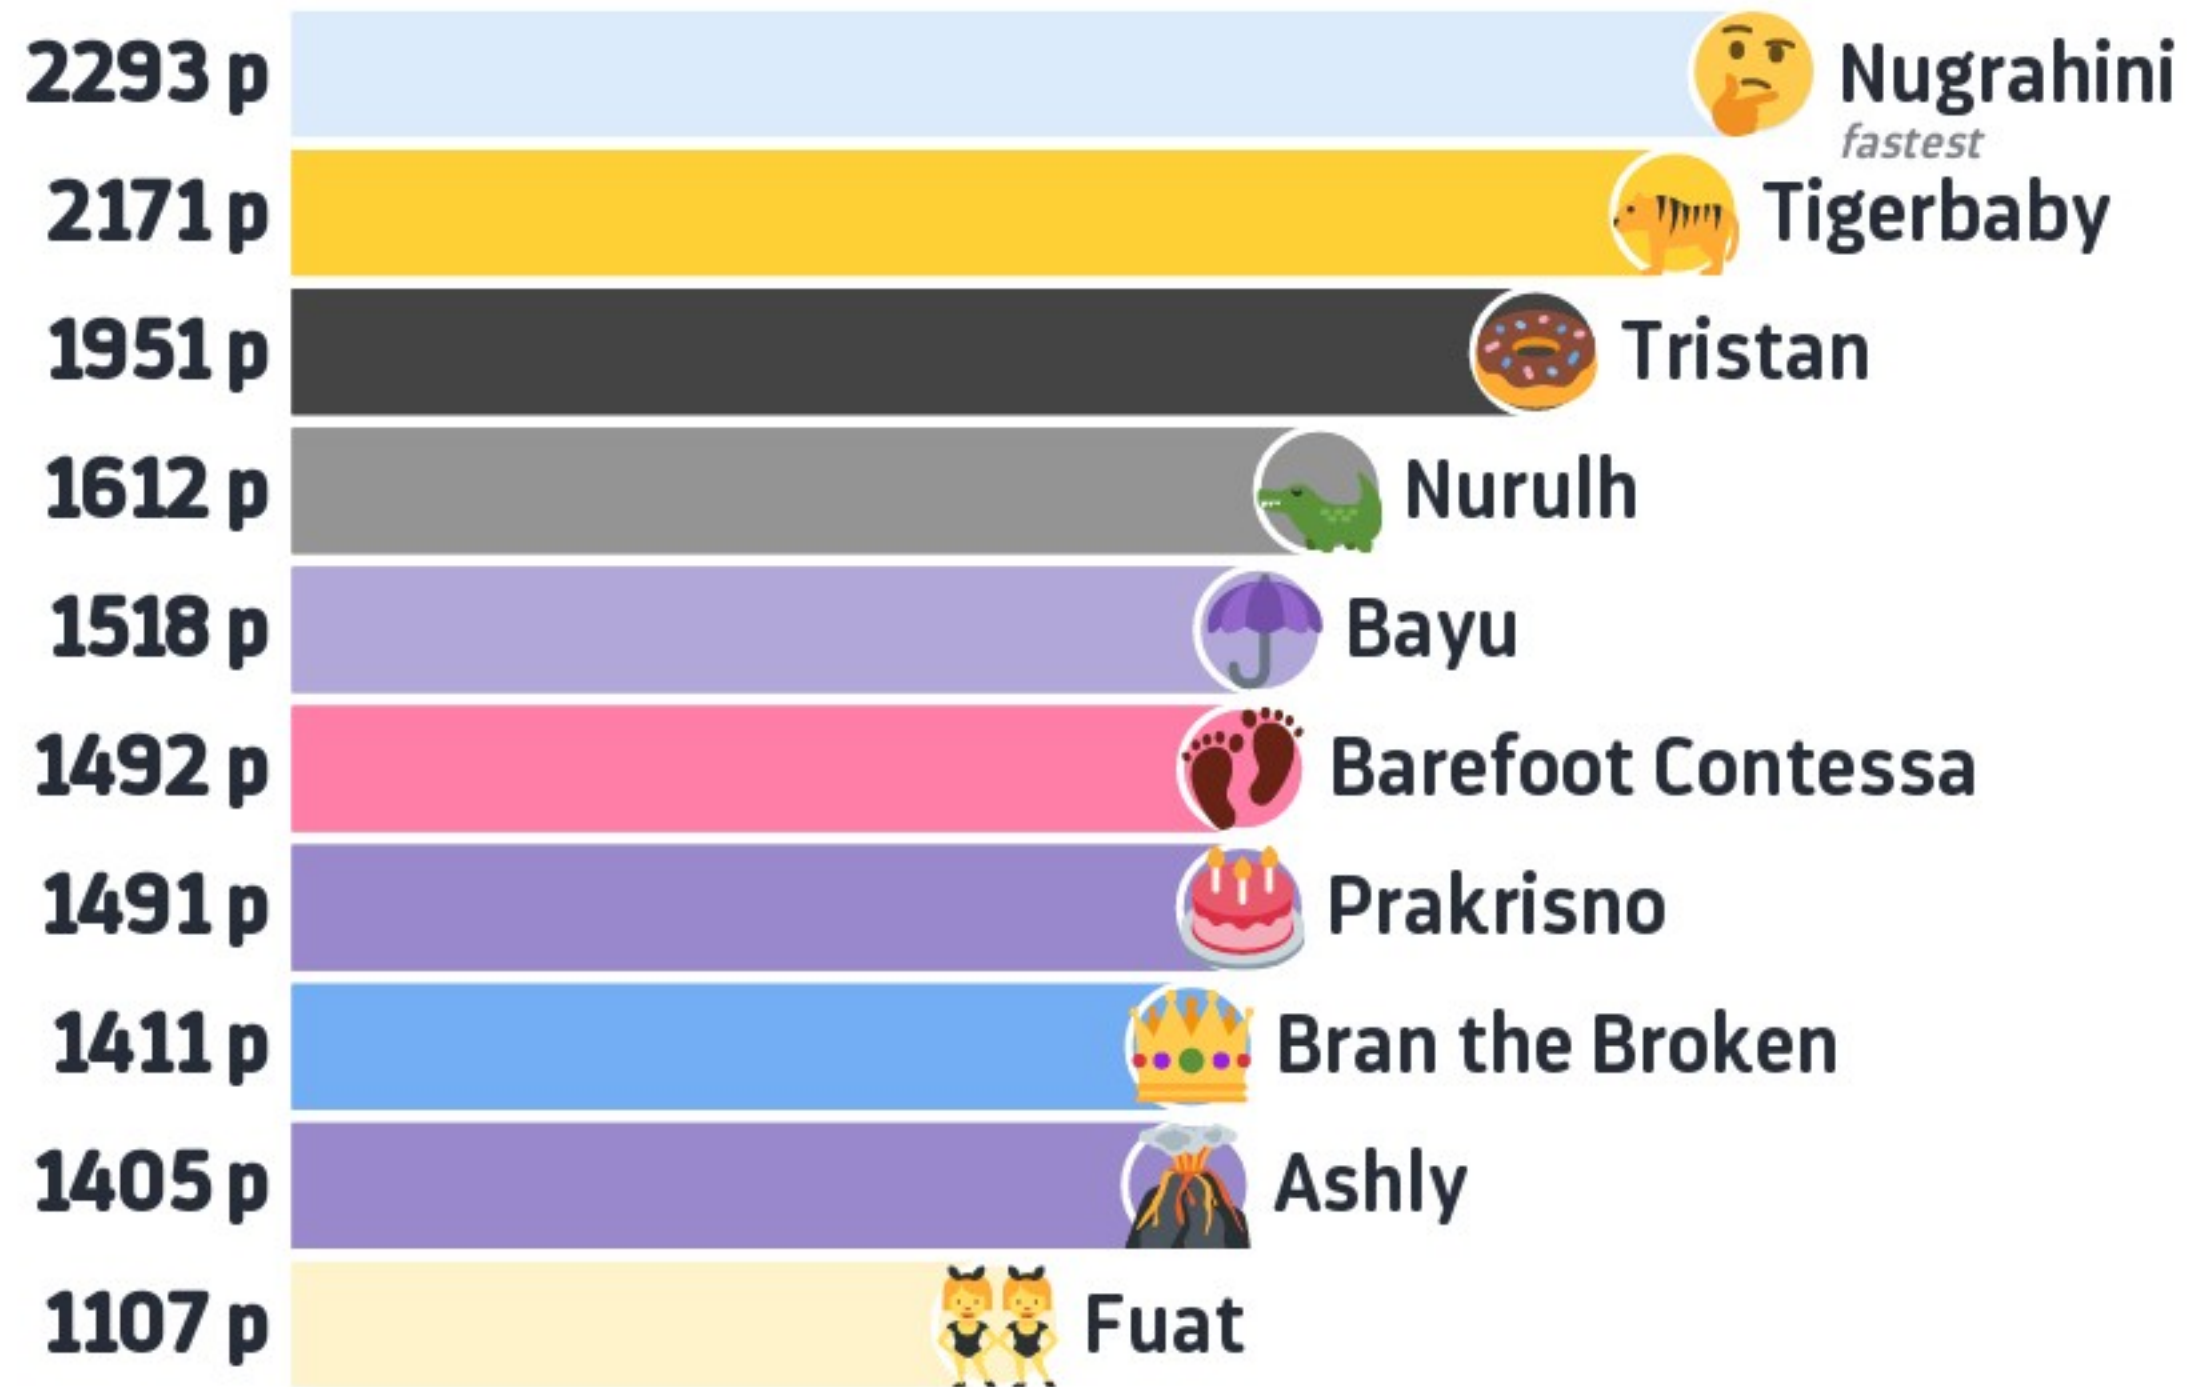 2293 p Nugrahini
fastest
2171 p Tigerbaby
1951 p Tristan
1612 p Nurulh
1518 p Bayu
1492 p Barefoot Contessa
1491 p Prakrisno
1411 p Bran the Broken
1405 p Ashly
1107 p Fuat